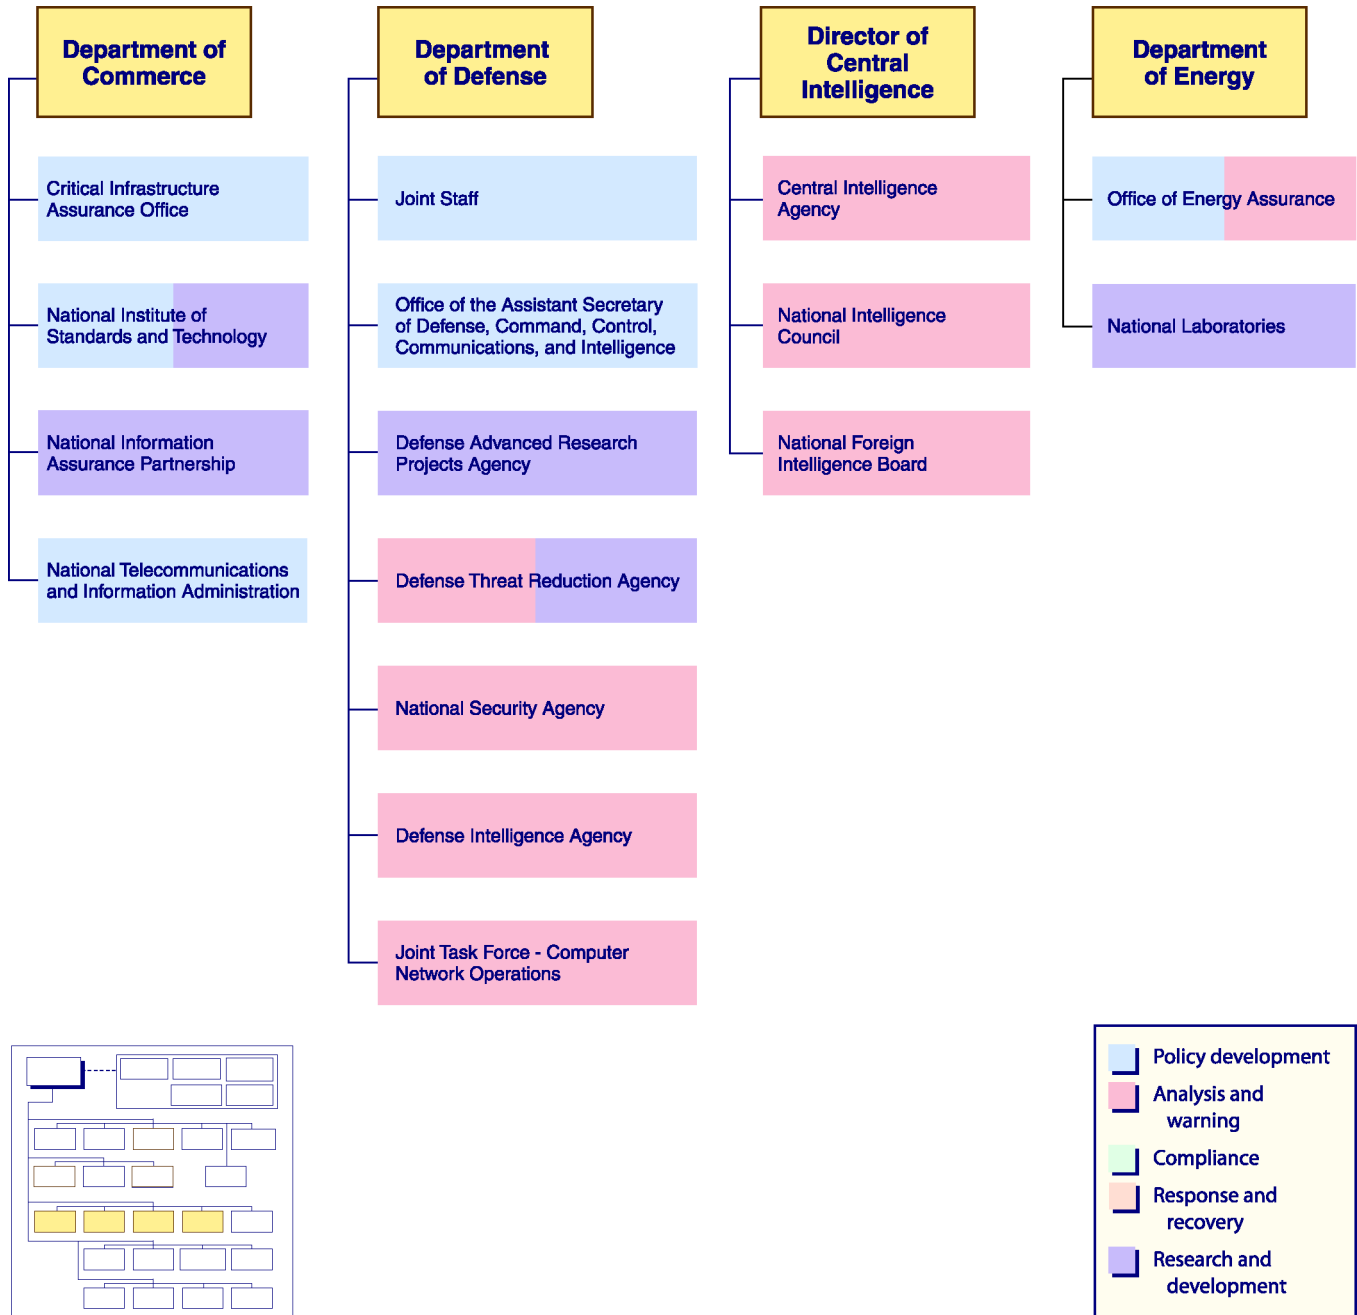 Department of
Commerce
Critical Infrastructure
Assurance Office
National Institute of
Standards and Technology
National Information
Assurance Partnership
National Telecommunications
and Information Administration
Department
of Defense
Joint Staff
Office of the Assistant Secretary
of Defense, Command, Control,
Communications, and Intelligence
Defense Advanced Research
Projects Agency
Defense Threat Reduction Agency
National Security Agency
Defense Intelligence Agency
Joint Task Force - Computer
Network Operations
Director of
Central
Intelligence
Central Intelligence
Agency
National Intelligence
Council
National Foreign
Intelligence Board
Department
of Energy
Office of Energy Assurance
National Laboratories
Policy development
Analysis and
warning
Compliance
Response and
recovery
Research and
development